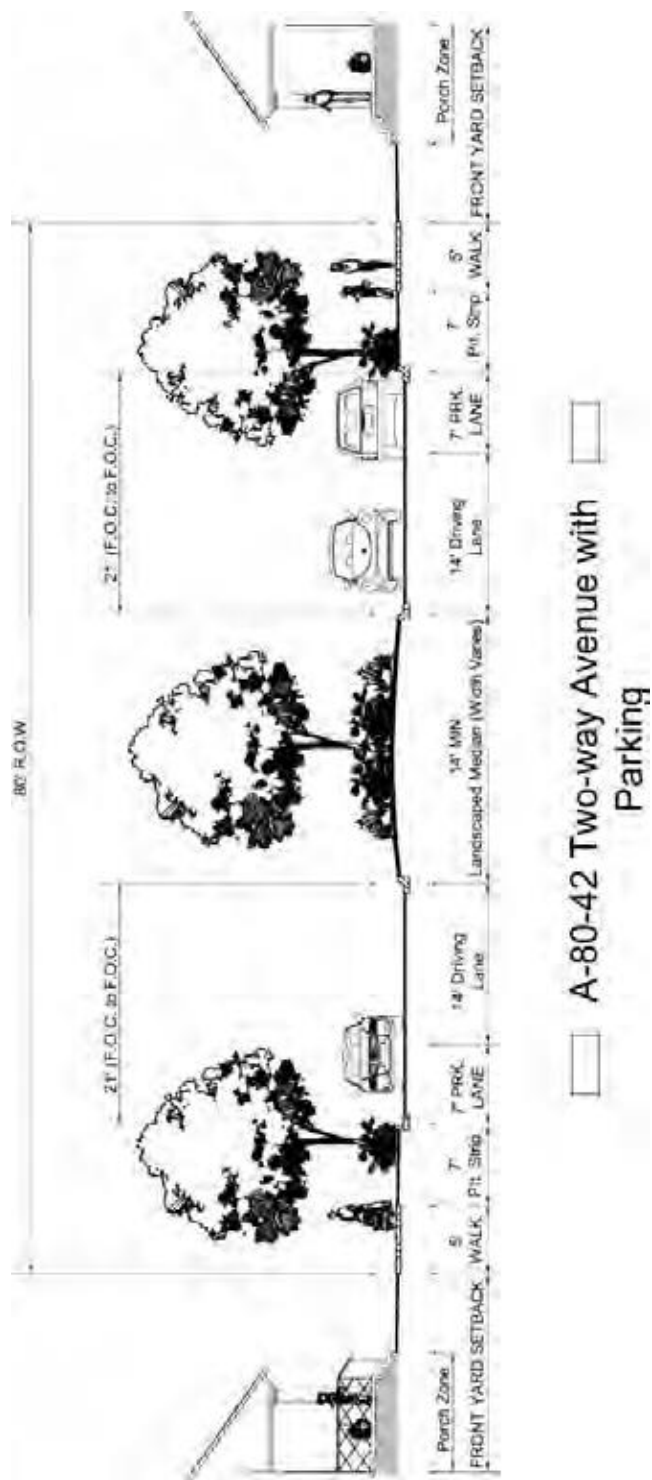 80' R.O.W.
21' (F.O.C. to F.O.C.)
21' (F.O.C. to F.O.C.)
Porch Zone
FRONT YARD SETBACK
WALK
7'
Plt. Strip
7' PRK.
LANE
14' Driving
Lane
14' MIN.
Landscaped Median (Width Varies)
14' Driving
Lane
7' PRK.
LANE
7'
Plt. Strip
WALK
Porch Zone
FRONT YARD SETBACK
A-80-42 Two-way Avenue with
Parking